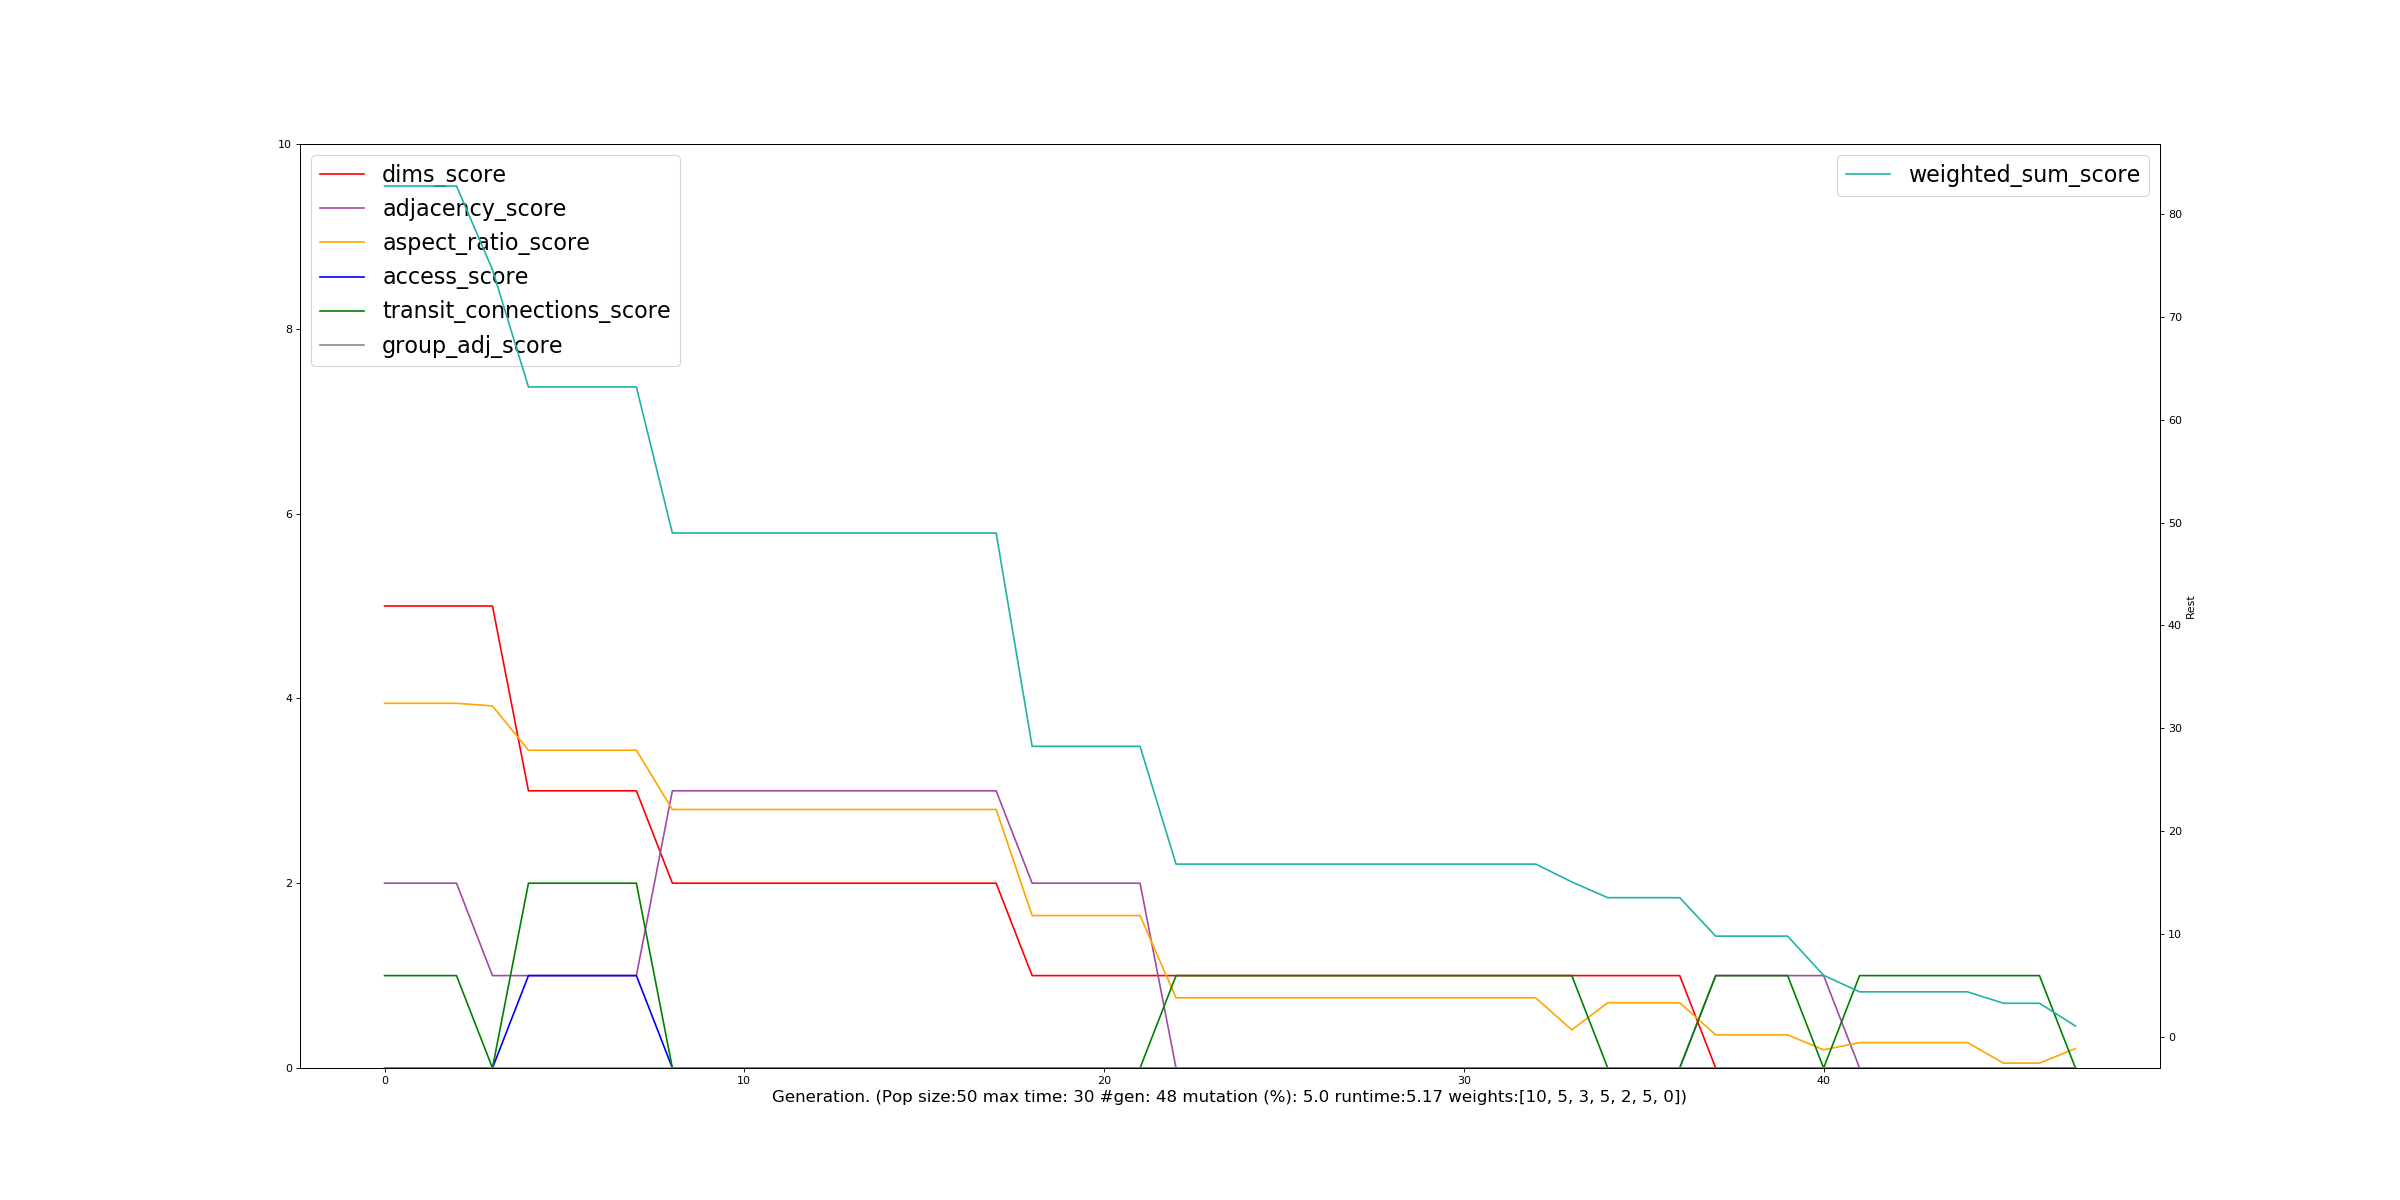 dims_score
adjacency_score
aspect_ratio_score
access_score
transit_connections_score
group_adj_score
weighted_sum_score
10
8
6
4
2
0
80
70
60
50
40
30
20
10
0
Rest
0 10 20 30 40
Generation. (Pop size:50 max time: 30 #gen: 48 mutation (%): 5.0 runtime:5.17 weights:[10, 5, 3, 5, 2, 5, 0])